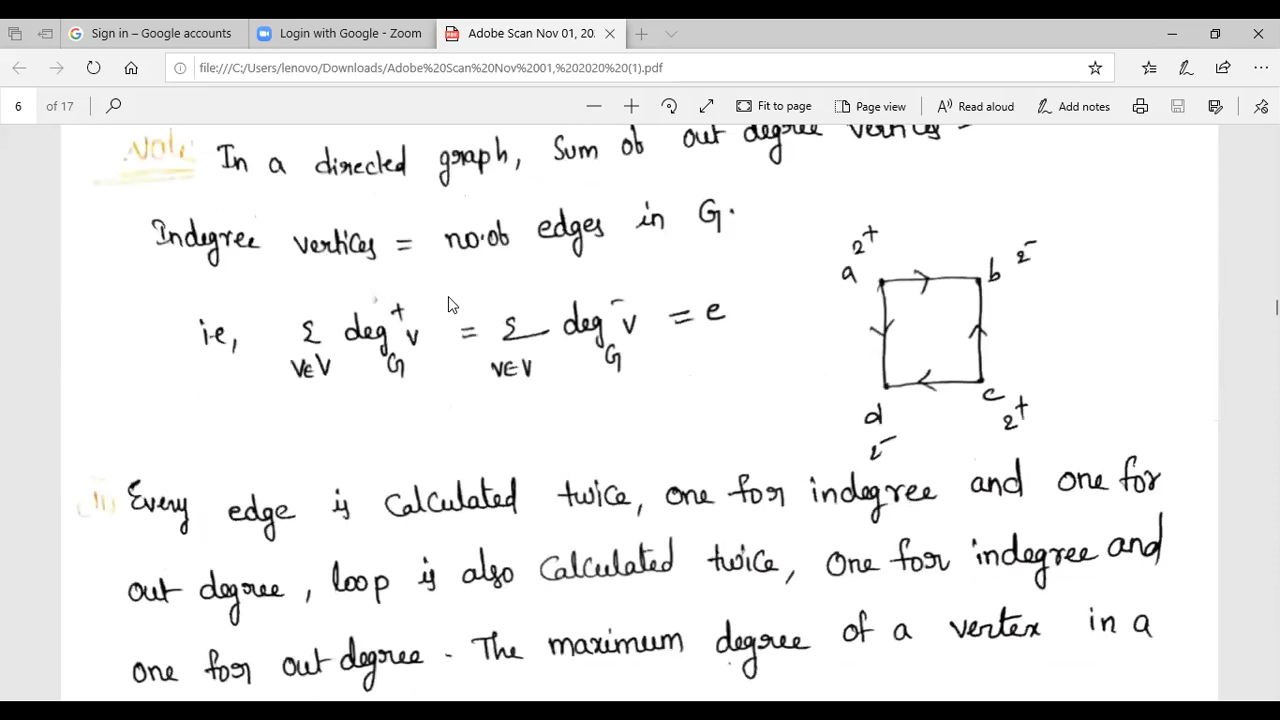 Sign in – Google accounts
Login with Google - Zoom
Adobe Scan Nov 01, 202
file:///C:/Users/lenovo/Downloads/Adobe%20Scan%20Nov%2001,%202020%20(1).pdf
6 of 17
Fit to page
Page view
Read aloud
Add notes
In a directed graph, Sum ob out degree vertices =
Indegree vertices = no.ob edges in G.
i.e, Σ deg⁺ v = Σ deg⁻ v = e
v∈V G v∈V G
a 2⁺
b 2⁻
d 2⁻
c 2⁺
(ii) Every edge is calculated twice, one for indegree and one for
out degree, loop is also calculated twice, one for indegree and
one for out degree. The maximum degree of a vertex in a